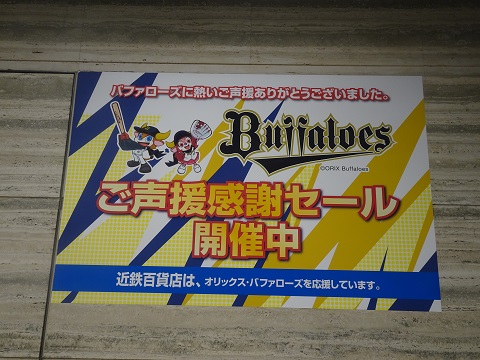 バファローズに熱いご声援ありがとうございました。
Buffaloes
©ORIX Buffaloes
ご声援感謝セール
開催中
近鉄百貨店は、オリックス・バファローズを応援しています。